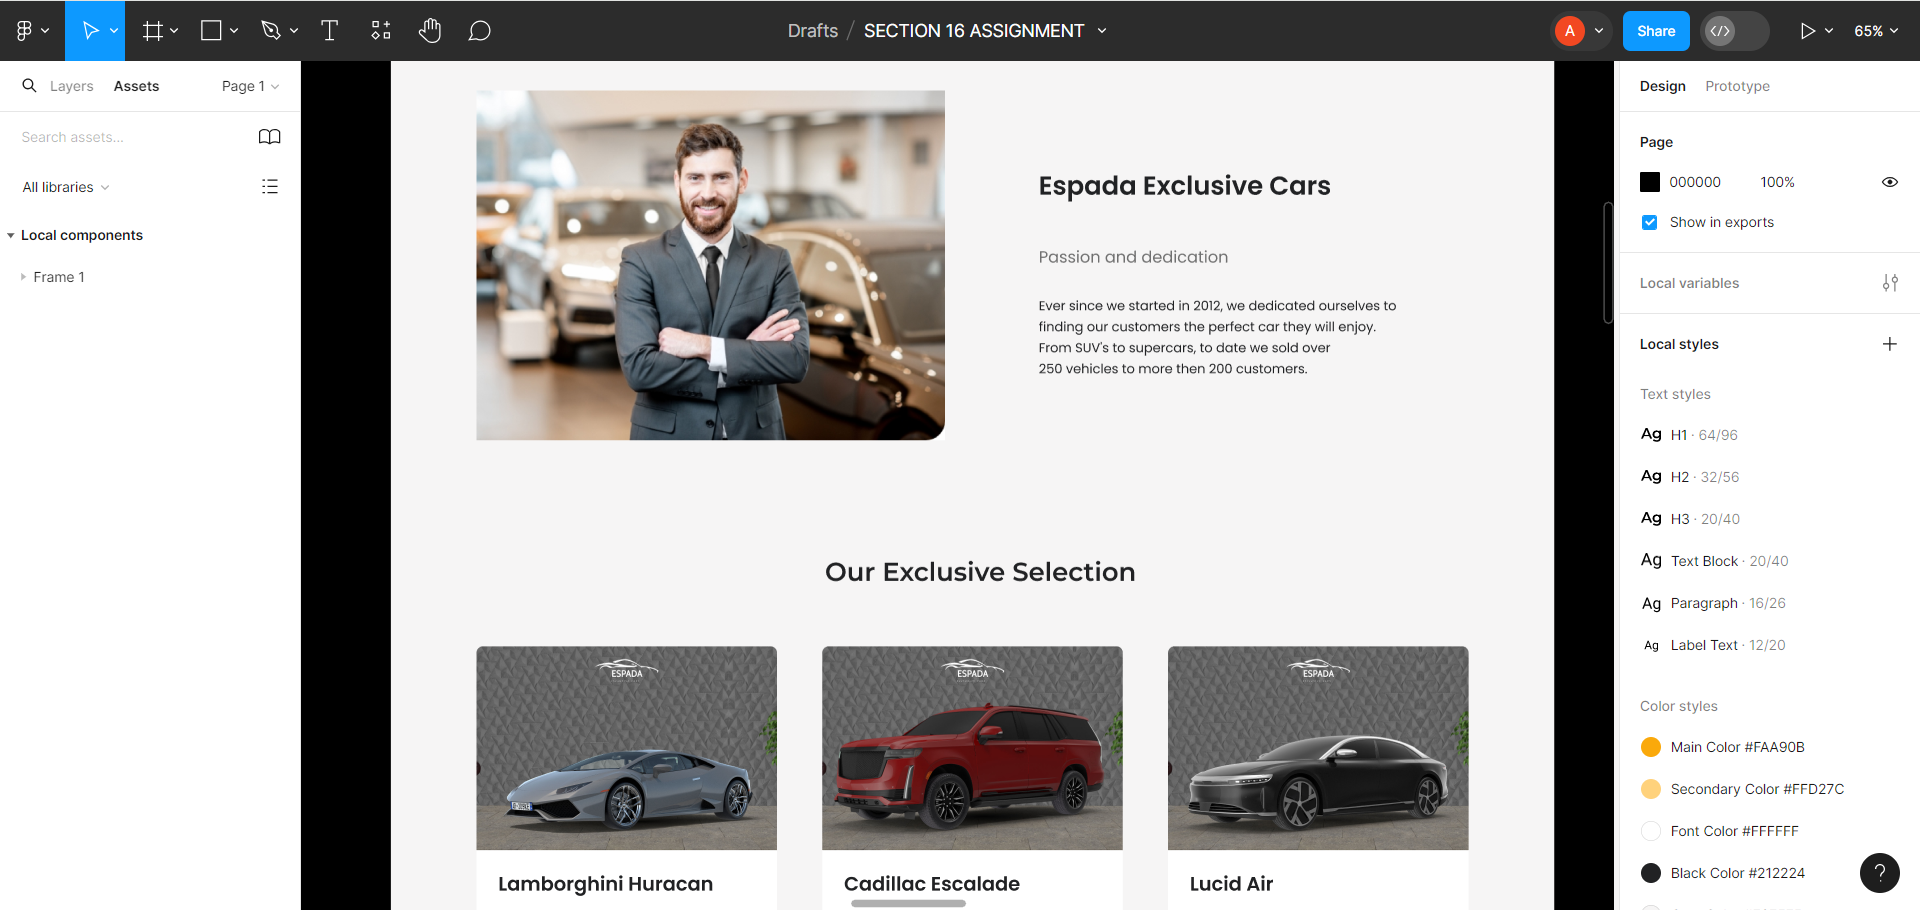 Drafts / SECTION 16 ASSIGNMENT
A
Share
65%
Layers
Assets
Page 1
Search assets...
All libraries
Local components
Frame 1
Espada Exclusive Cars
Passion and dedication
Ever since we started in 2012, we dedicated ourselves to
finding our customers the perfect car they will enjoy.
From SUV's to supercars, to date we sold over
250 vehicles to more then 200 customers.
Our Exclusive Selection
ESPADA
ESPADA
ESPADA
Lamborghini Huracan
Cadillac Escalade
Lucid Air
Design
Prototype
Page
000000
100%
Show in exports
Local variables
Local styles
Text styles
Ag H1 · 64/96
Ag H2 · 32/56
Ag H3 · 20/40
Ag Text Block · 20/40
Ag Paragraph · 16/26
Ag Label Text · 12/20
Color styles
Main Color #FAA90B
Secondary Color #FFD27C
Font Color #FFFFFF
Black Color #212224
?